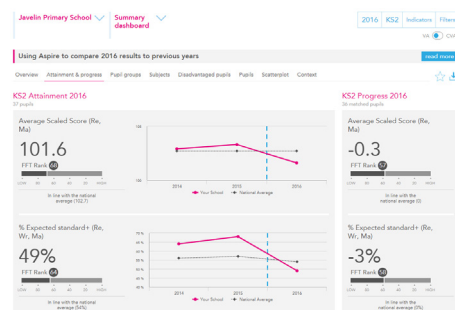 Javelin Primary School
Summary
dashboard
2016 KS2 Indicators Filters
VA
Using Aspire to compare 2016 results to previous years
read more
Overview Attainment & progress Pupil groups Subjects Disadvantaged pupils Pupils Scatterplot Context
KS2 Attainment 2016
37 pupils
Average Scaled Score (Re,
Ma)
101.6
FFT Rank
In line with the national
average (102.7)
2014 2015 2016
Your School National Average
% Expected standard+ (Re,
Wr, Ma)
49%
FFT Rank 64
In line with the national
average (54%)
2014 2015 2016
Your School National Average
KS2 Progress 2016
36 matched pupils
Average Scaled Score (Re,
Ma)
-0.3
FFT Rank 57
In line with the
national average (0)
% Expected standard+ (Re,
Wr, Ma)
-3%
FFT Rank 58
In line with the
national average (0%)